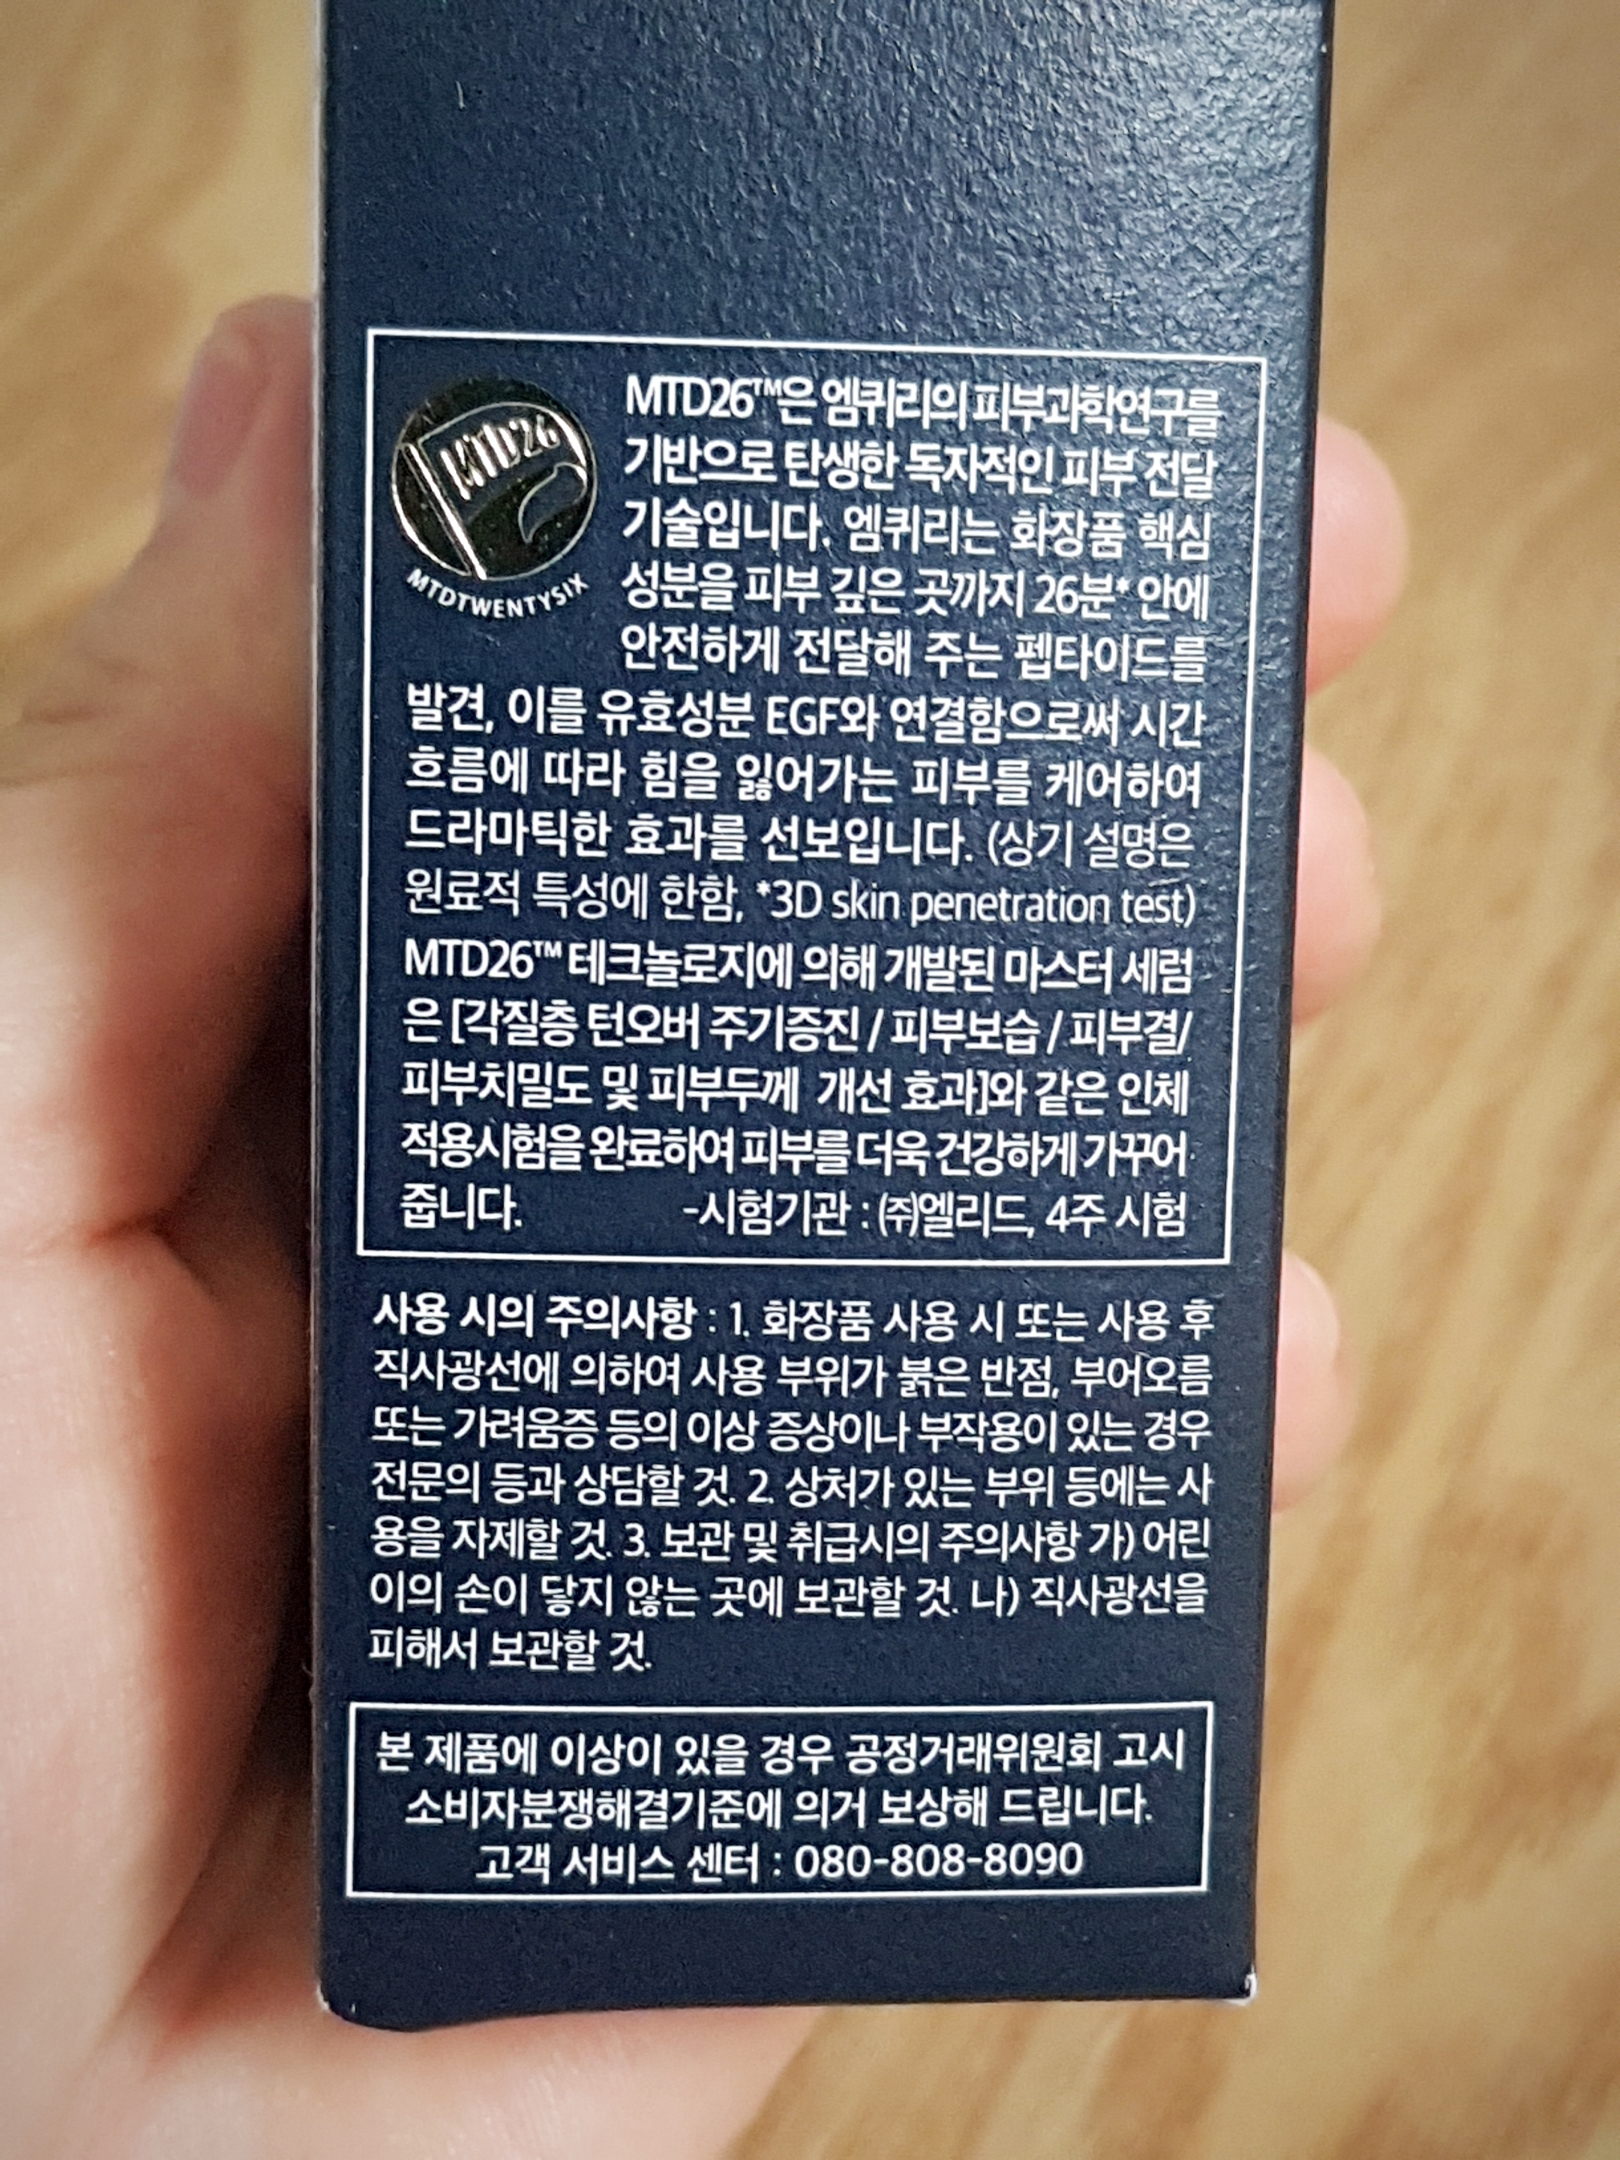 MTD26
MTDTWENTYSIX
MTD26™은 엠퀴리의 피부과학연구를
기반으로 탄생한 독자적인 피부 전달
기술입니다. 엠퀴리는 화장품 핵심
성분을 피부 깊은 곳까지 26분* 안에
안전하게 전달해 주는 펩타이드를
발견, 이를 유효성분 EGF와 연결함으로써 시간
흐름에 따라 힘을 잃어가는 피부를 케어하여
드라마틱한 효과를 선보입니다. (상기 설명은
원료적 특성에 한함, *3D skin penetration test)
MTD26™ 테크놀로지에 의해 개발된 마스터 세럼
은 [각질층 턴오버 주기증진 / 피부보습 / 피부결/
피부치밀도 및 피부두께 개선 효과]와 같은 인체
적용시험을 완료하여 피부를 더욱 건강하게 가꾸어
줍니다. -시험기관 : ㈜엘리드, 4주 시험
사용 시의 주의사항 : 1. 화장품 사용 시 또는 사용 후
직사광선에 의하여 사용 부위가 붉은 반점, 부어오름
또는 가려움증 등의 이상 증상이나 부작용이 있는 경우
전문의 등과 상담할 것. 2. 상처가 있는 부위 등에는 사
용을 자제할 것. 3. 보관 및 취급시의 주의사항 가) 어린
이의 손이 닿지 않는 곳에 보관할 것. 나) 직사광선을
피해서 보관할 것.
본 제품에 이상이 있을 경우 공정거래위원회 고시
소비자분쟁해결기준에 의거 보상해 드립니다.
고객 서비스 센터 : 080-808-8090